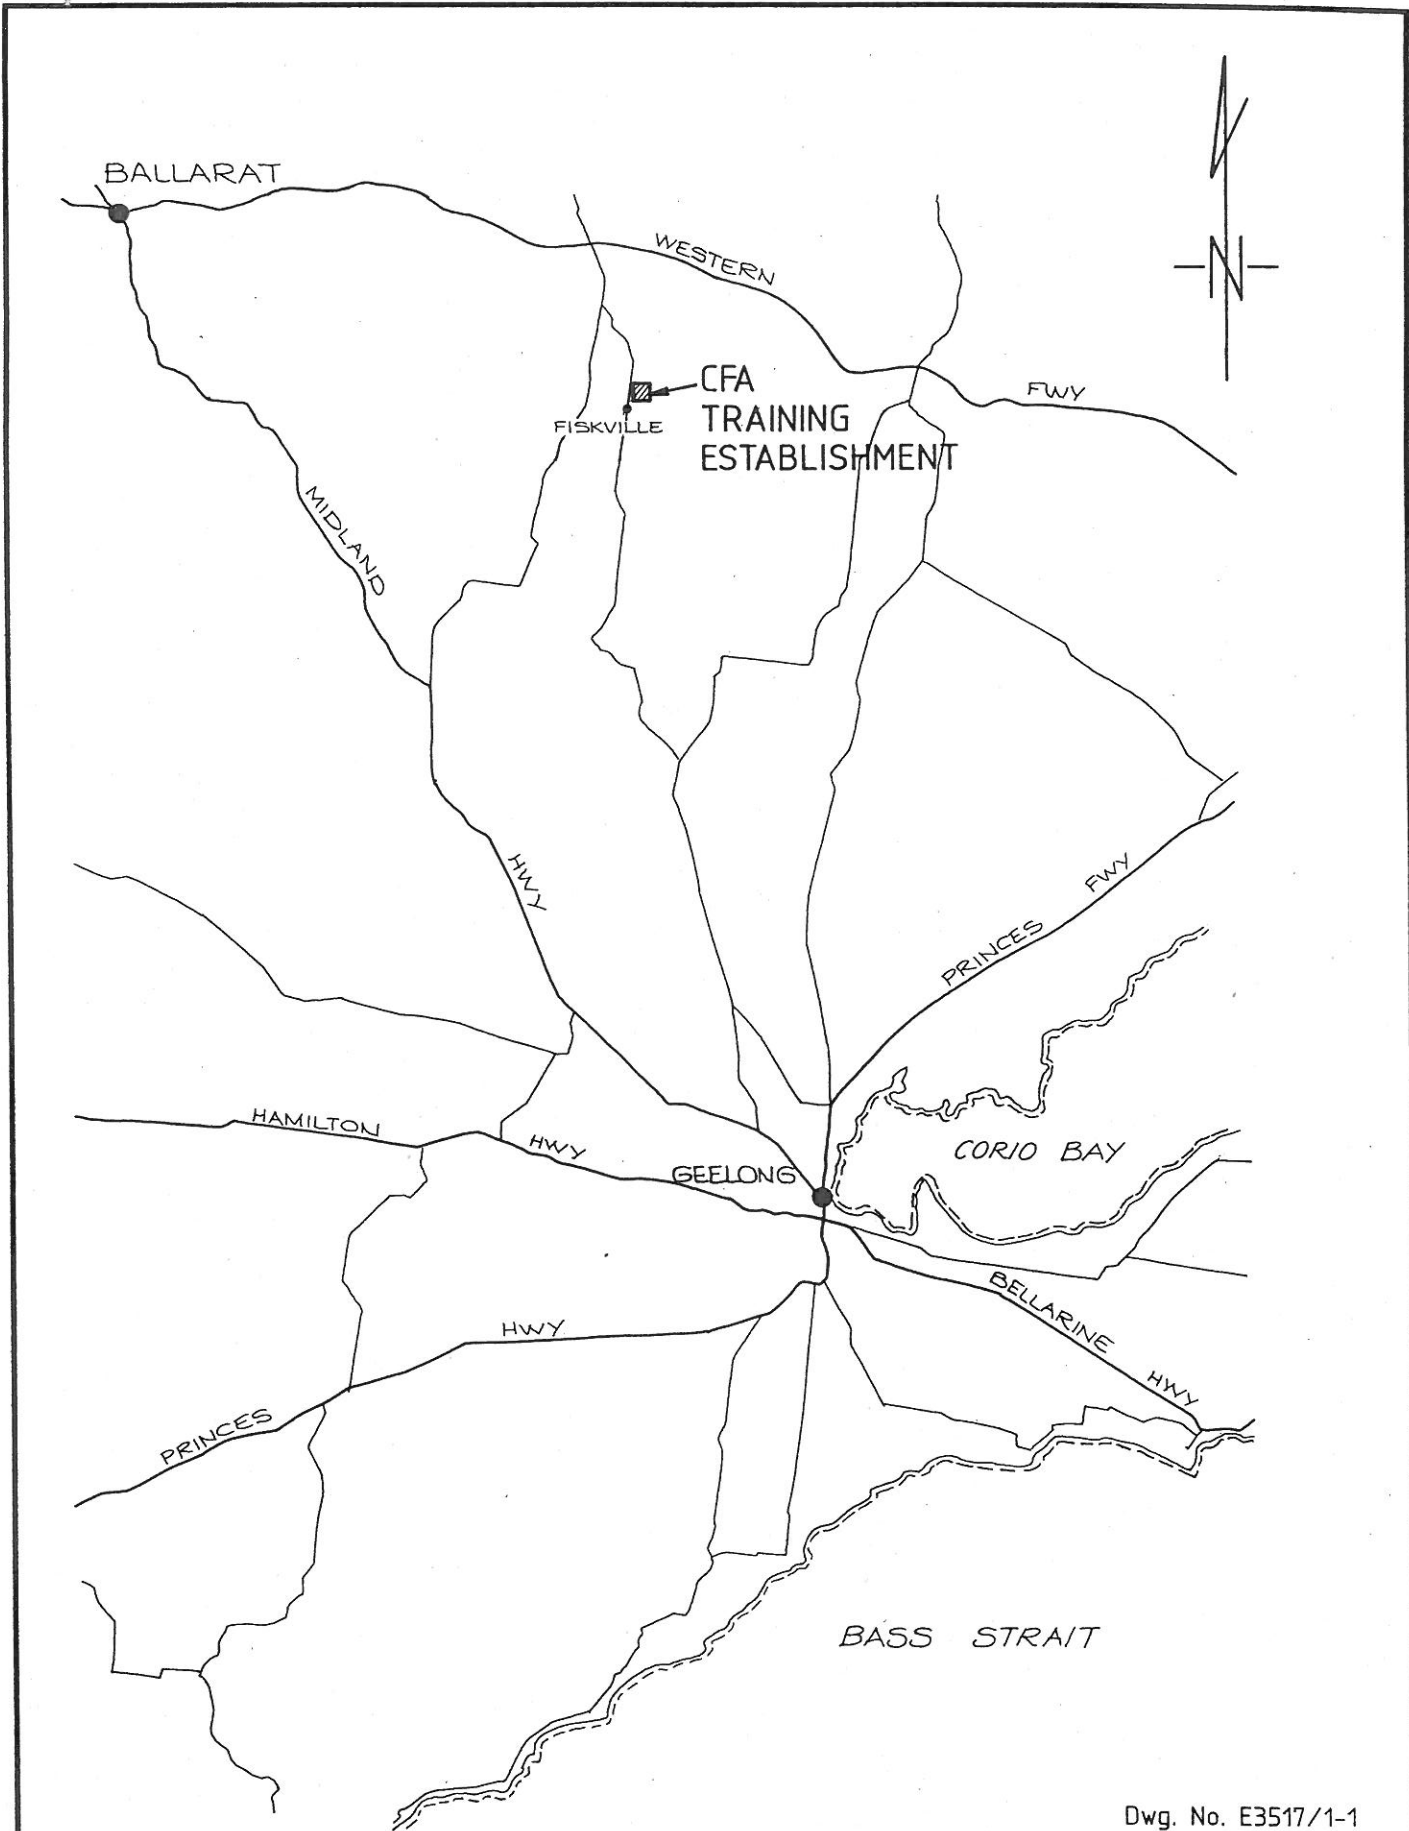 BALLARAT
WESTERN
N
CFA
TRAINING
ESTABLISHMENT
FWY
FISKVILLE
MIDLAND
HWY
FWY
PRINCES
HAMILTON
HWY
CORIO BAY
GEELONG
BELLARINE
HWY
HWY
PRINCES
BASS STRAIT
Dwg. No. E3517/1-1